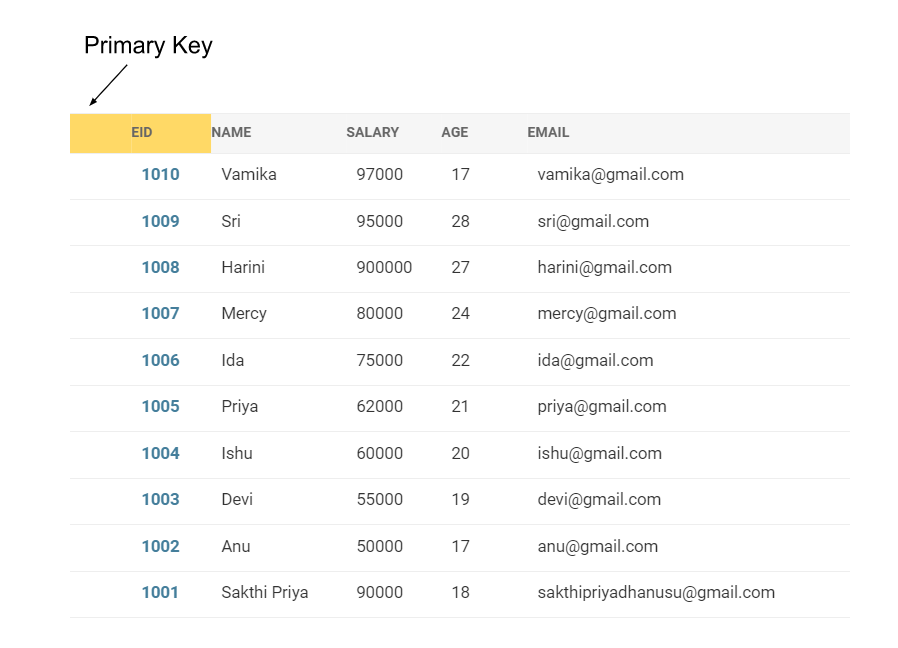 Primary Key
EID NAME SALARY AGE EMAIL
1010 Vamika 97000 17 vamika@gmail.com
1009 Sri 95000 28 sri@gmail.com
1008 Harini 900000 27 harini@gmail.com
1007 Mercy 80000 24 mercy@gmail.com
1006 Ida 75000 22 ida@gmail.com
1005 Priya 62000 21 priya@gmail.com
1004 Ishu 60000 20 ishu@gmail.com
1003 Devi 55000 19 devi@gmail.com
1002 Anu 50000 17 anu@gmail.com
1001 Sakthi Priya 90000 18 sakthipriyadhanusu@gmail.com